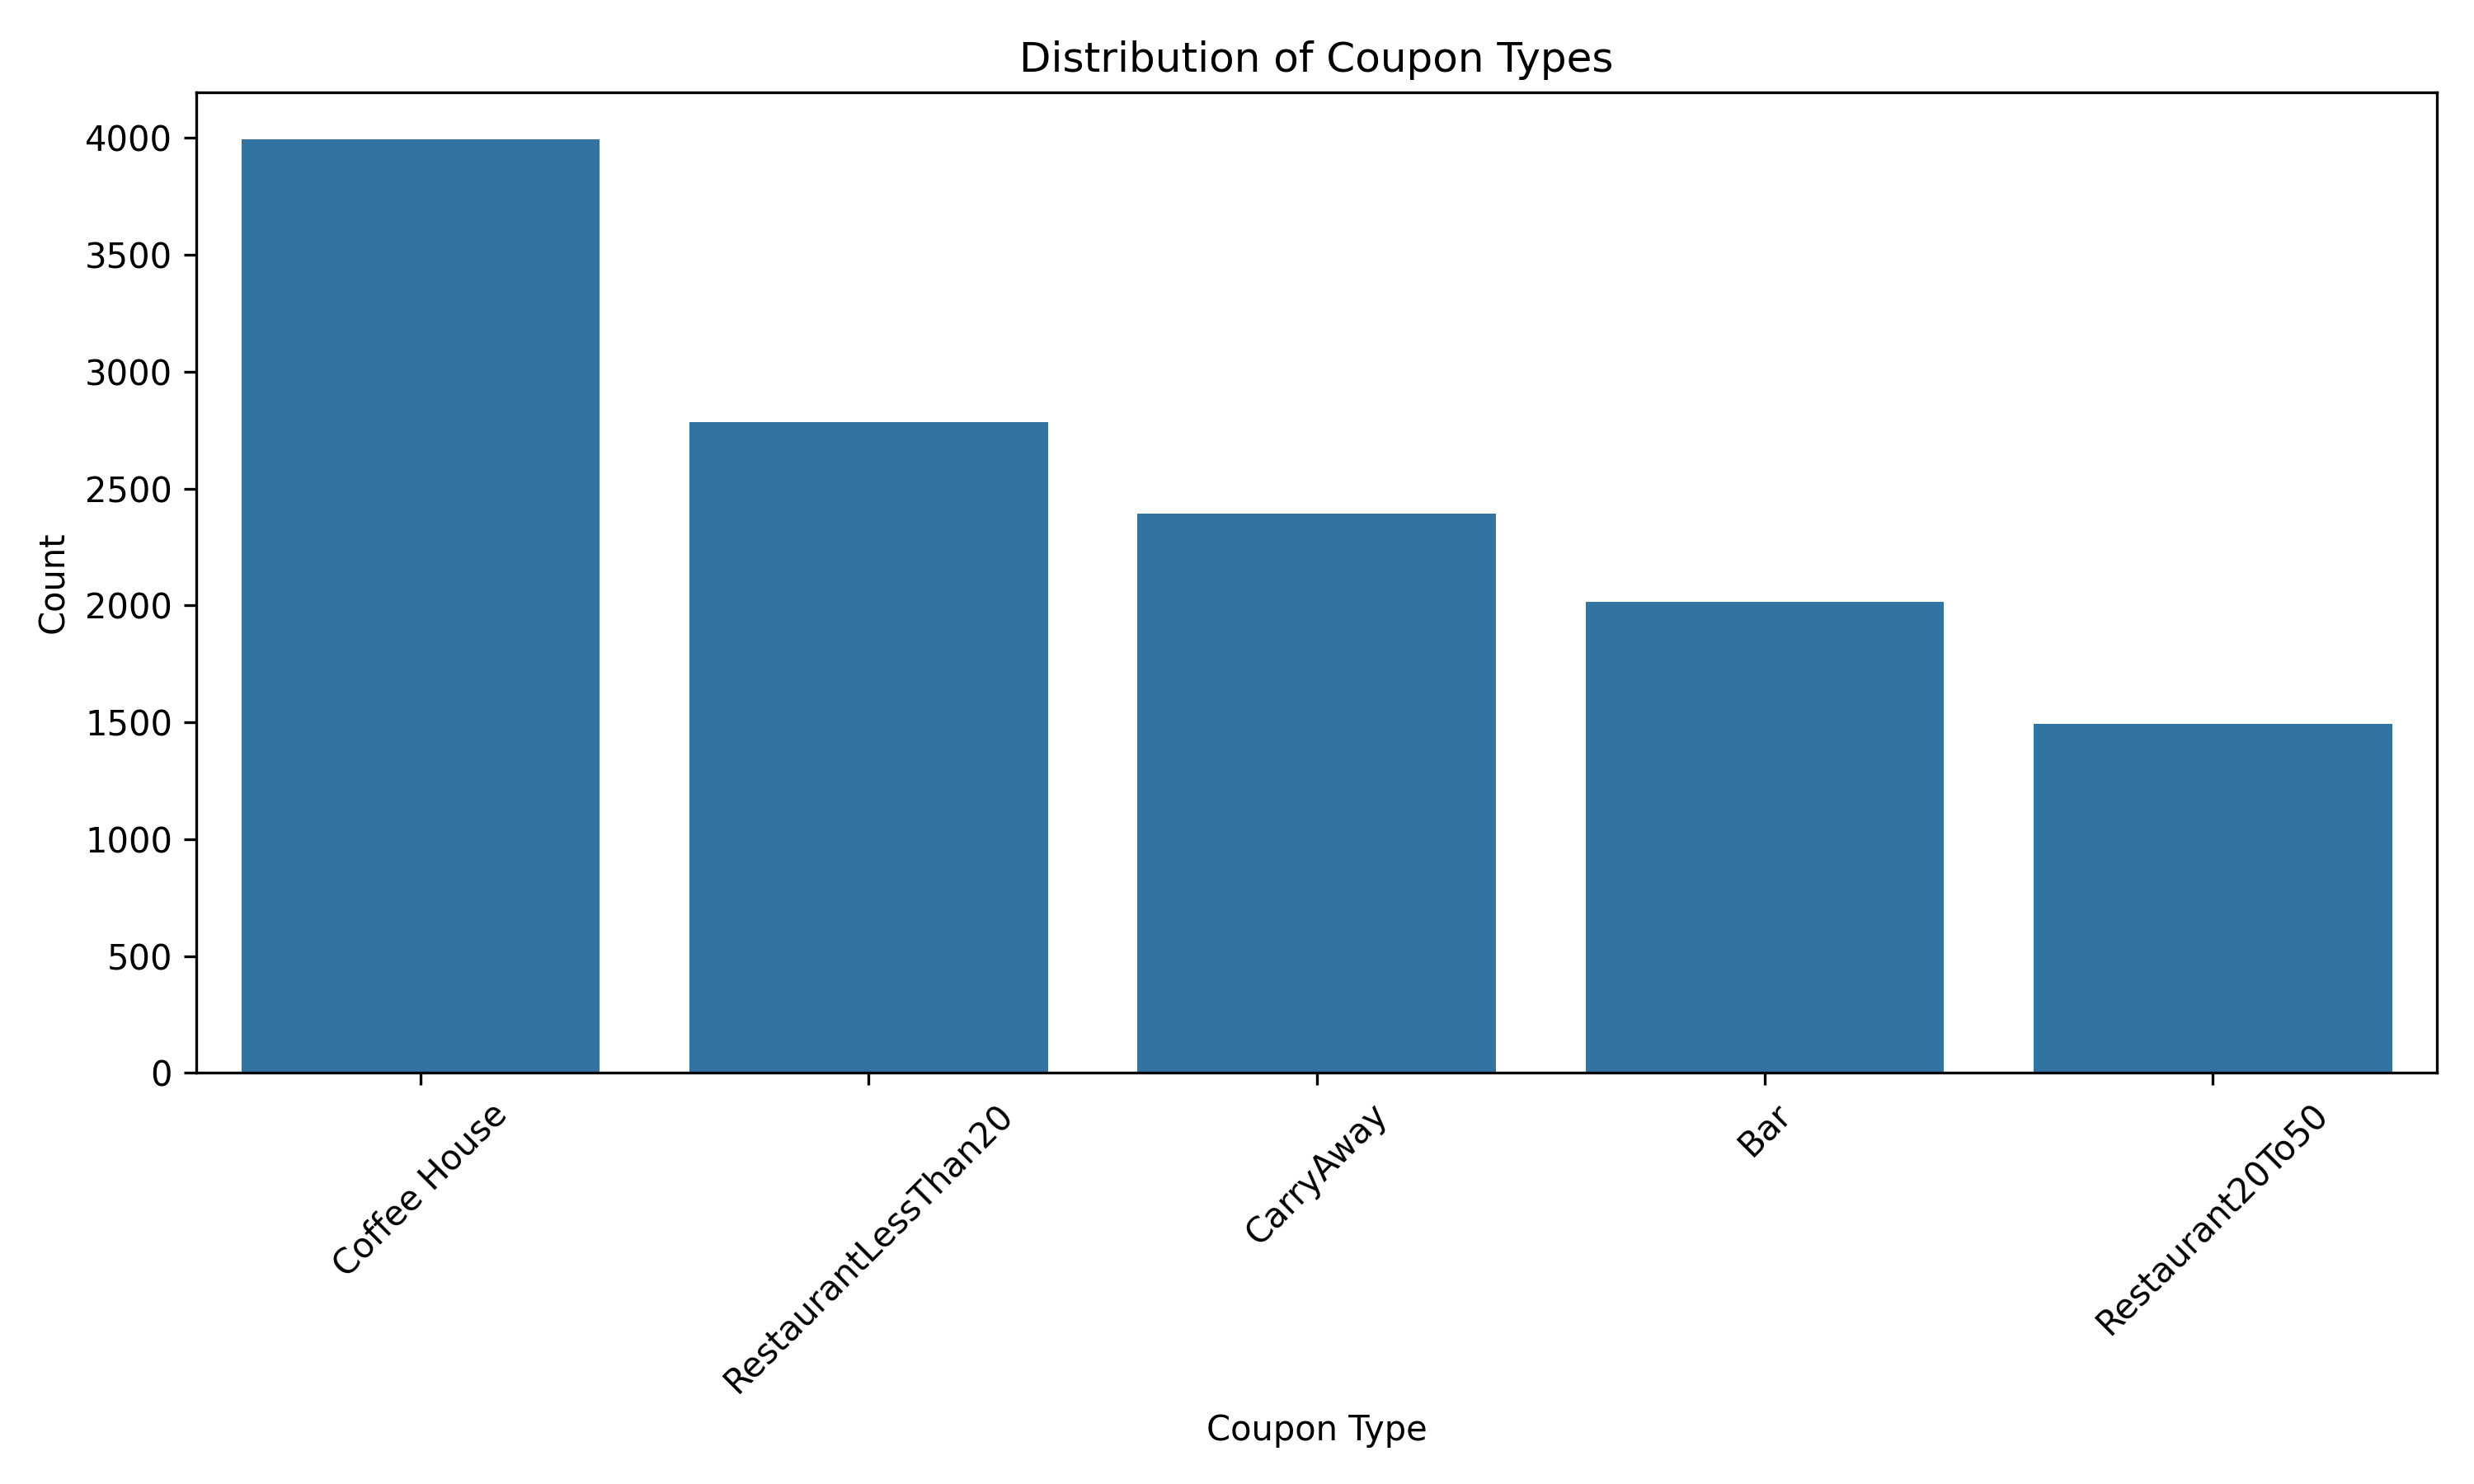 Distribution of Coupon Types
4000
3500
3000
2500
2000
1500
1000
500
0
Count
Coffee House
RestaurantLessThan20
CarryAway
Bar
Restaurant20To50
Coupon Type